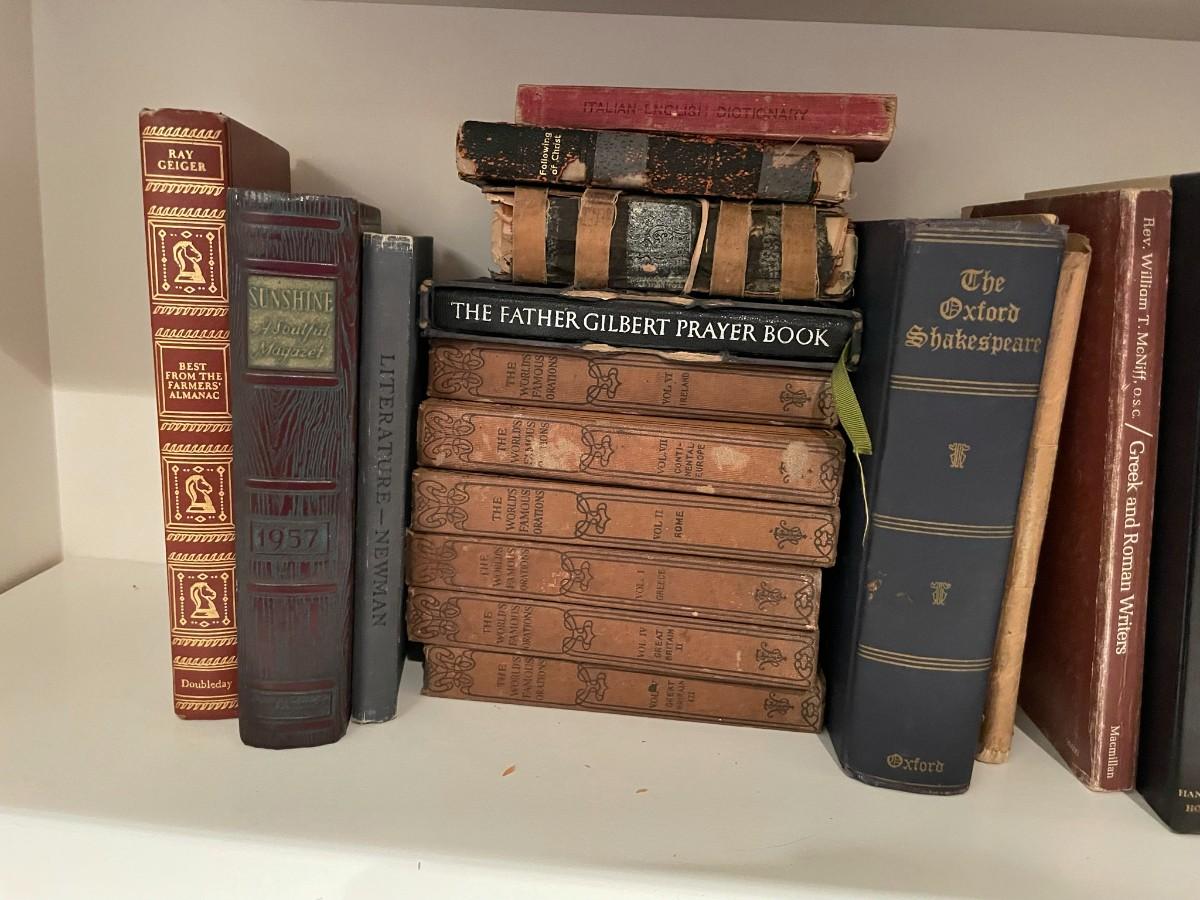 RAY
GEIGER
BEST
FROM THE
FARMERS'
ALMANAC
Doubleday
SUNSHINE
A Soulful
Magazet
1957
LITERATURE – NEWMAN
ITALIAN-ENGLISH DICTIONARY
Following
of Christ
THE FATHER GILBERT PRAYER BOOK
THE
WORLD'S
FAMOUS
ORATIONS
VOL VI
IRELAND
THE
WORLD'S
FAMOUS
VOL VII
CONTI-
NENTAL
EUROPE
THE
WORLD'S
FAMOUS
ORATIONS
VOL II
ROME
THE
WORLD'S
FAMOUS
ORATIONS
VOL I
GREECE
THE
WORLD'S
FAMOUS
ORATIONS
VOL IV
GREAT
BRITAIN
II
THE
WORLD'S
FAMOUS
ORATIONS
The
Oxford
Shakespeare
Oxford
Rev. William T. McNiff, O.S.C. / Greek and Roman Writers
Macmillan